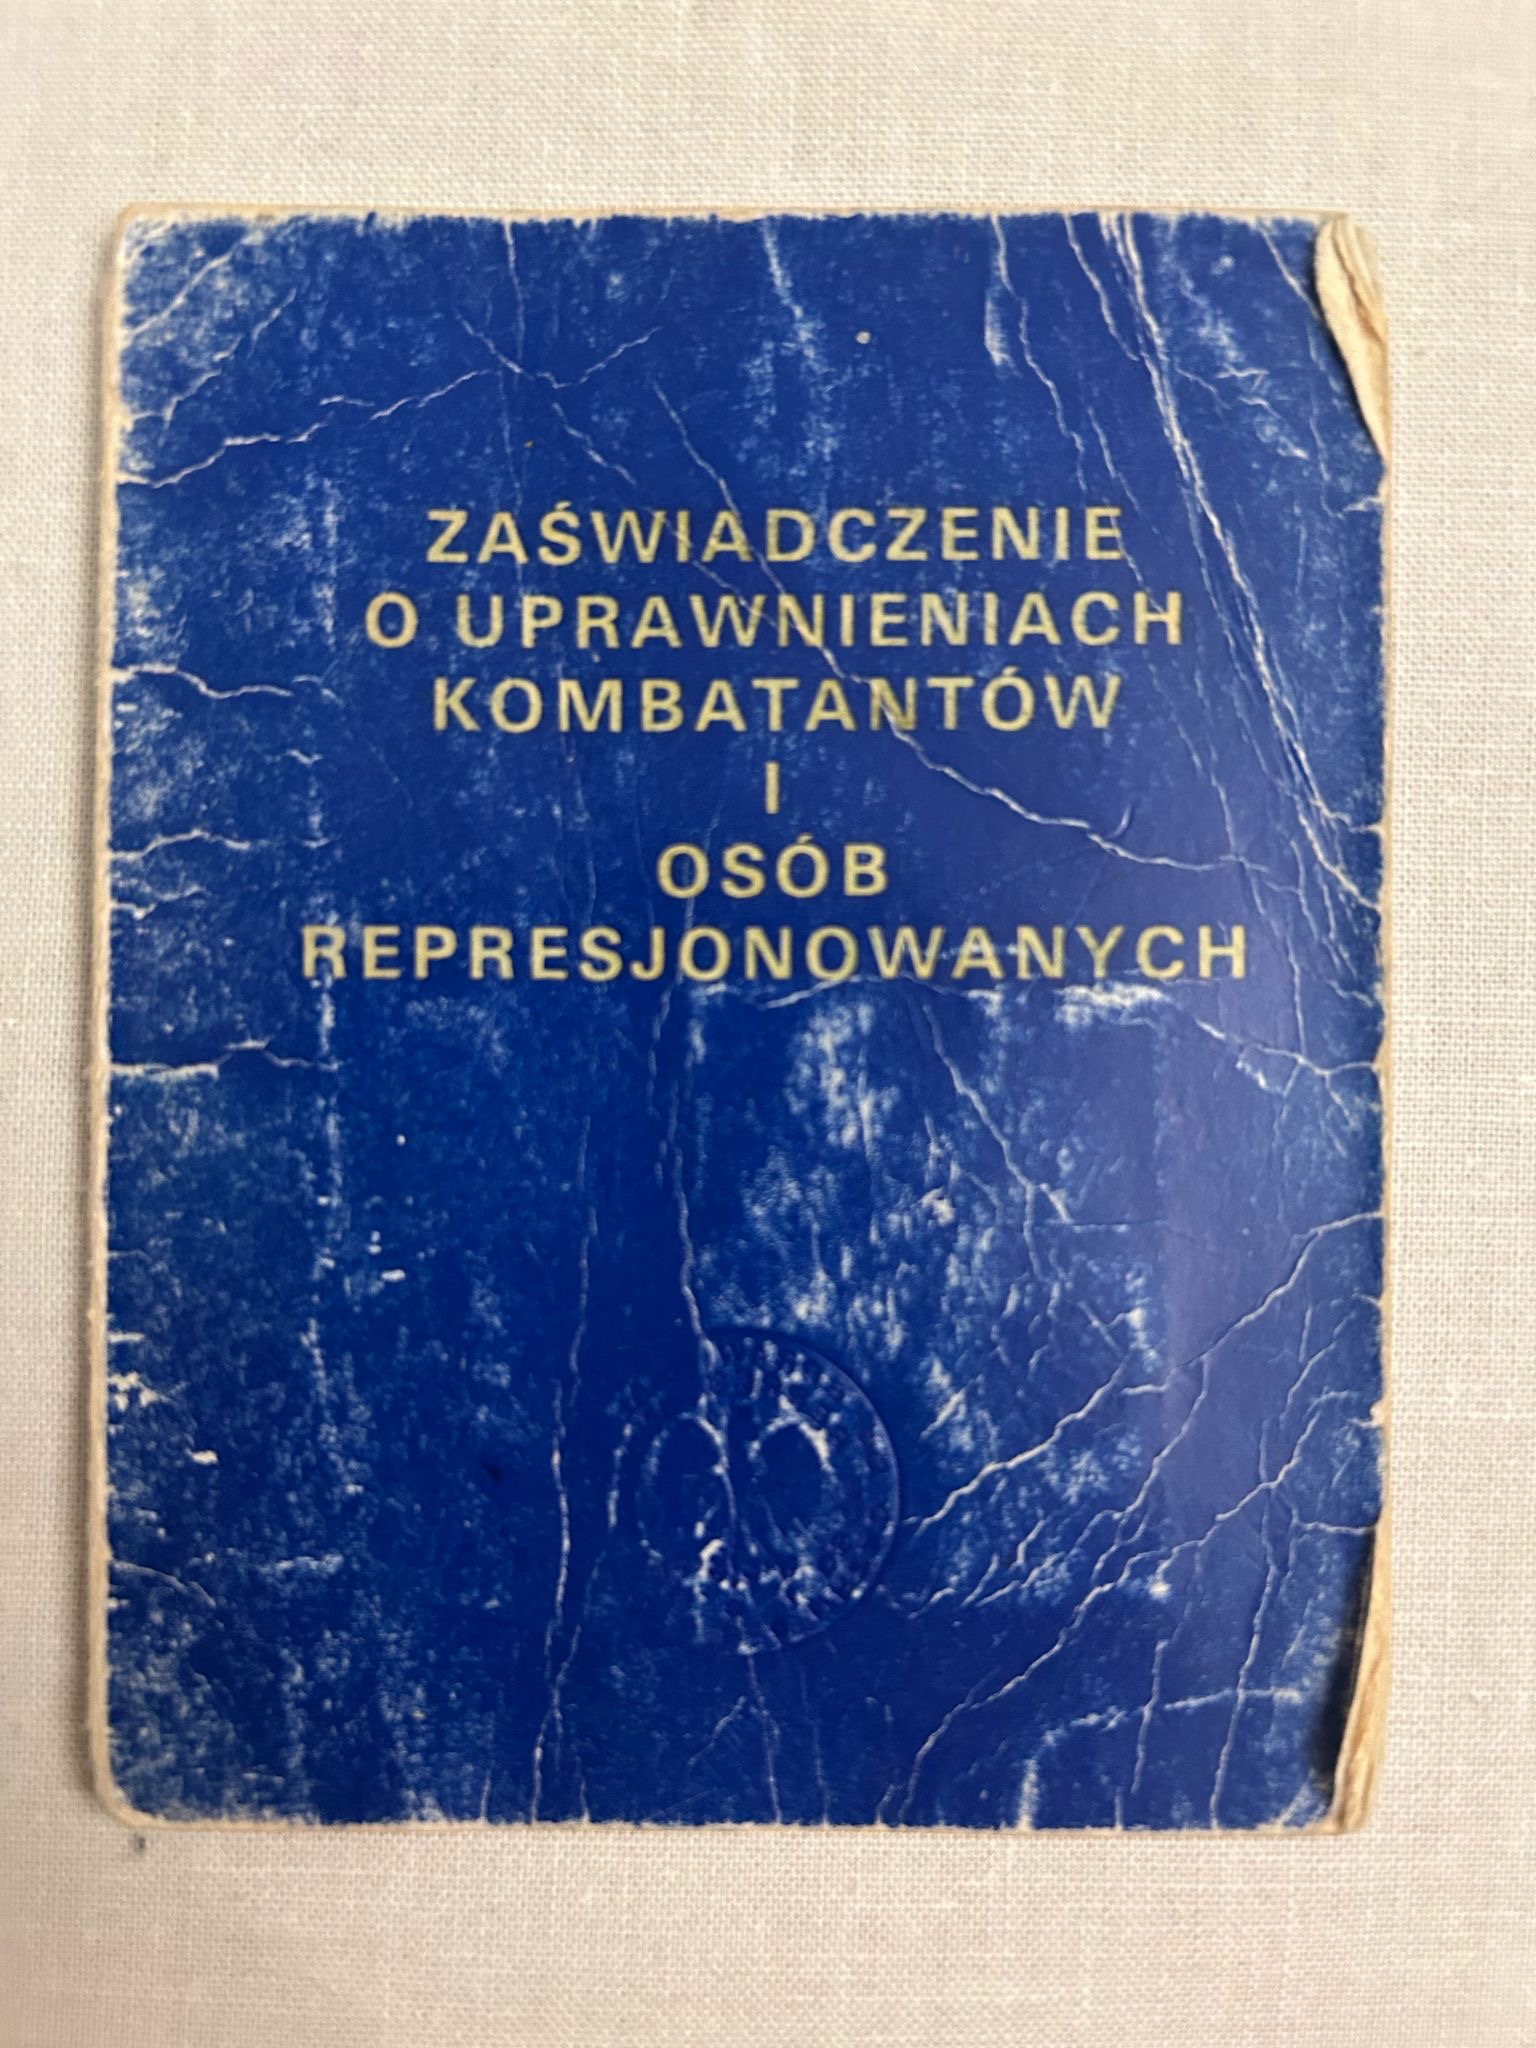 ZAŚWIADCZENIE
O UPRAWNIENIACH
KOMBATANTÓW
I
OSÓB
REPRESJONOWANYCH